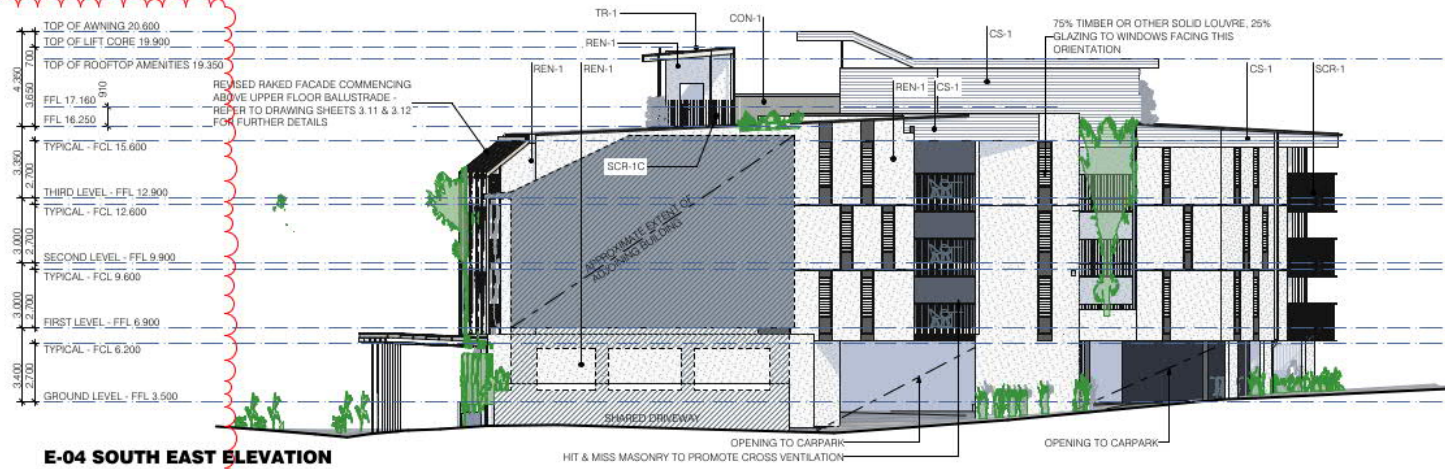 TOP OF AWNING 20.600
TOP OF LIFT CORE 19.900
TOP OF ROOFTOP AMENITIES 19.350
FFL 17.160
FFL 16.250
TYPICAL - FCL 15.600
THIRD LEVEL - FFL 12.900
TYPICAL - FCL 12.600
SECOND LEVEL - FFL 9.900
TYPICAL - FCL 9.600
FIRST LEVEL - FFL 6.900
TYPICAL - FCL 6.200
GROUND LEVEL - FFL 3.500
700
4.350
3.650
910
3.350
2.700
3.000
2.700
3.000
2.700
3.400
2.700
REVISED RAKED FACADE COMMENCING
ABOVE UPPER FLOOR BALUSTRADE -
REFER TO DRAWING SHEETS 3.11 & 3.12
FOR FURTHER DETAILS
TR-1
REN-1
CON-1
REN-1
REN-1
SCR-1C
CS-1
75% TIMBER OR OTHER SOLID LOUVRE, 25%
GLAZING TO WINDOWS FACING THIS
ORIENTATION
REN-1
CS-1
CS-1
SCR-1
APPROXIMATE EXTENT OF
ADJOINING BUILDING
SHARED DRIVEWAY
OPENING TO CARPARK
HIT & MISS MASONRY TO PROMOTE CROSS VENTILATION
OPENING TO CARPARK
E-04 SOUTH EAST ELEVATION